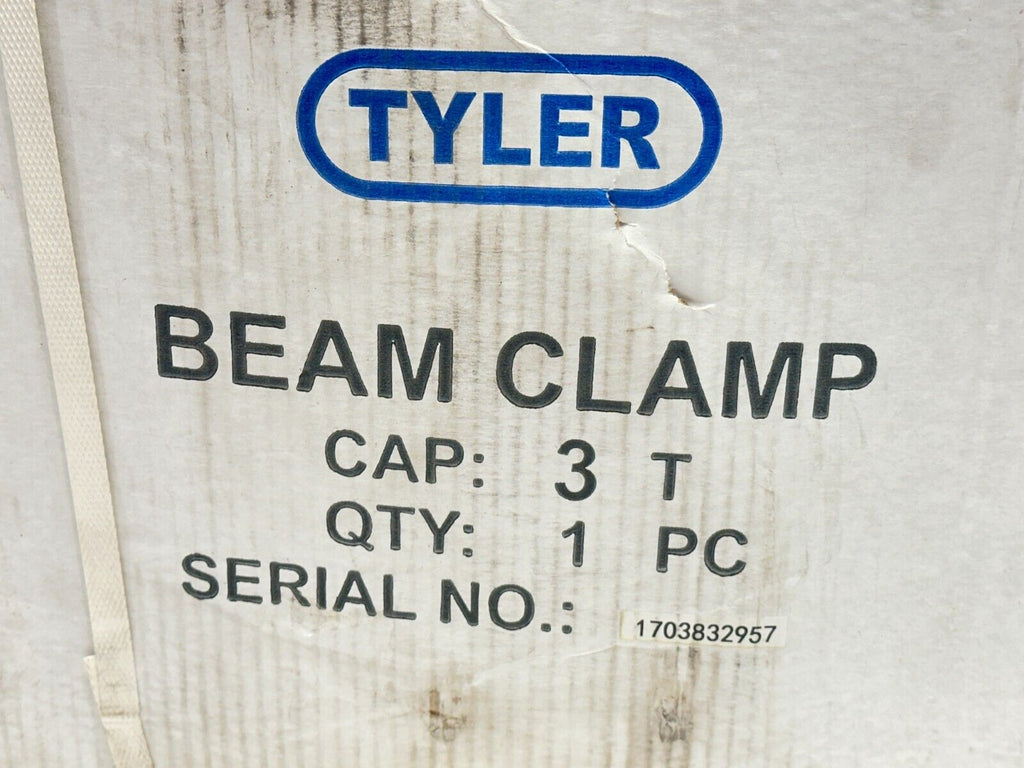 TYLER
BEAM CLAMP
CAP: 3 T
QTY: 1 PC
SERIAL NO.: 1703832957